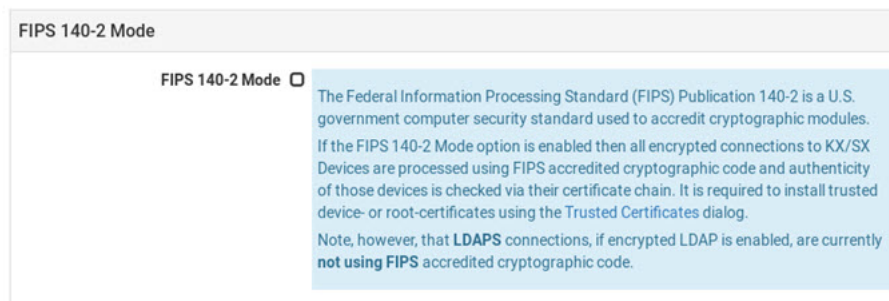 FIPS 140-2 Mode
FIPS 140-2 Mode
The Federal Information Processing Standard (FIPS) Publication 140-2 is a U.S.
government computer security standard used to accredit cryptographic modules.
If the FIPS 140-2 Mode option is enabled then all encrypted connections to KX/SX
Devices are processed using FIPS accredited cryptographic code and authenticity
of those devices is checked via their certificate chain. It is required to install trusted
device- or root-certificates using the Trusted Certificates dialog.
Note, however, that LDAPS connections, if encrypted LDAP is enabled, are currently
not using FIPS accredited cryptographic code.